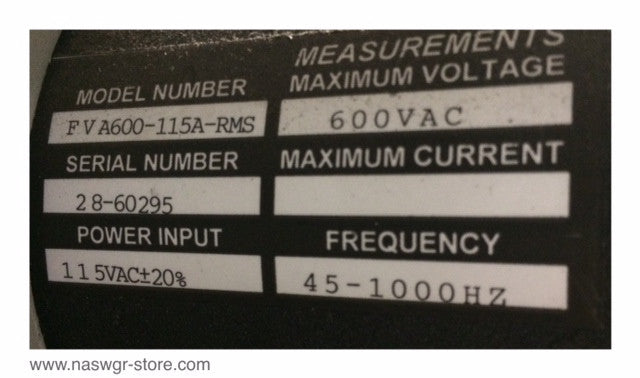 MEASUREMENTS
MODEL NUMBER
FVA600-115A-RMS
SERIAL NUMBER
28-60295
POWER INPUT
115VAC±20%
MAXIMUM VOLTAGE
600VAC
MAXIMUM CURRENT
FREQUENCY
45-1000HZ
www.naswgr-store.com